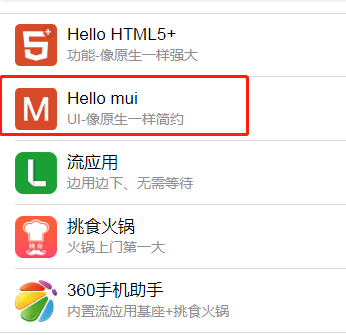 5
Hello HTML5+
功能-像原生一样强大
M
Hello mui
UI-像原生一样简约
L
流应用
边用边下、无需等待
挑食
挑食火锅
火锅上门第一大
360手机助手
内置流应用基座+挑食火锅